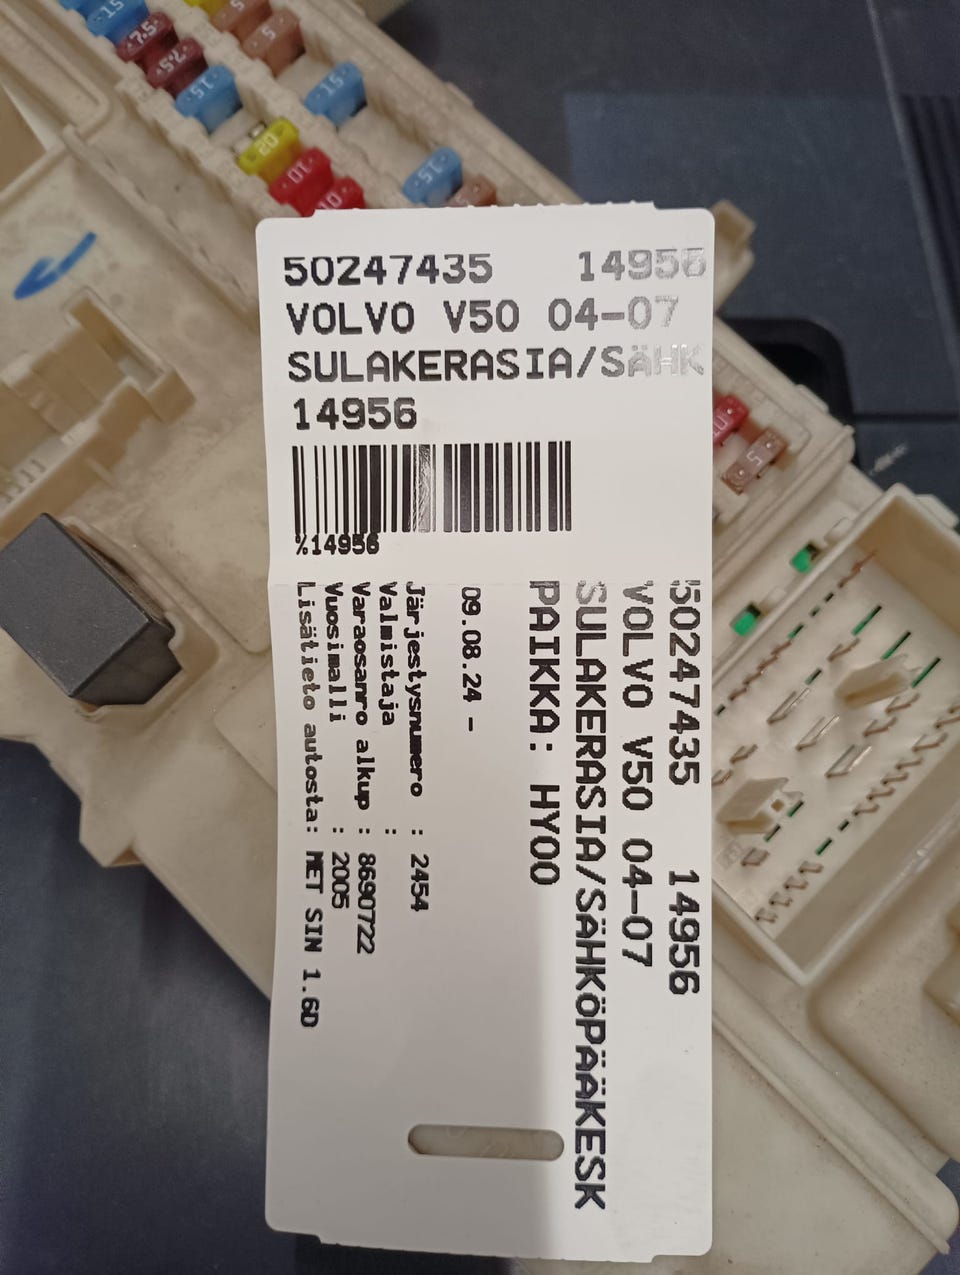 15
7.5
7.5
15
5
15
20
10
10
15
5
50247435 14956
VOLVO V50 04-07
SULAKERASIA/SÄHK
14956
%14956
50247435 14956
VOLVO V50 04-07
SULAKERASIA/SÄHKÖPÄÄKESK
PAIKKA: HY00
09.08.24 -
Järjestysnumero : 2454
Valmistaja :
Varaosanro alkup : 8690722
Vuosimalli : 2005
Lisätieto autosta: MET SIN 1.6D
10
5